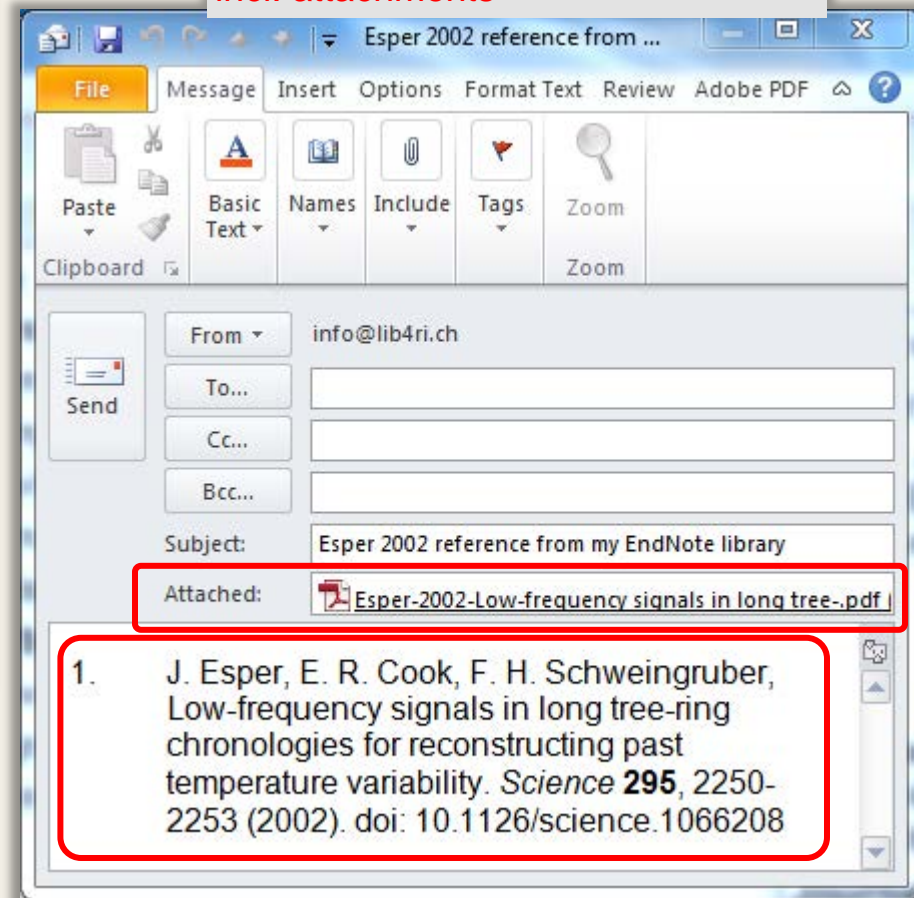 Esper 2002 reference from ...
File Message Insert Options Format Text Review Adobe PDF
Paste
Basic Text
Names
Include
Tags
Zoom
Clipboard
Zoom
Send
From info@lib4ri.ch
To...
Cc...
Bcc...
Subject: Esper 2002 reference from my EndNote library
Attached: Esper-2002-Low-frequency signals in long tree-.pdf
1. J. Esper, E. R. Cook, F. H. Schweingruber,
Low-frequency signals in long tree-ring
chronologies for reconstructing past
temperature variability. Science 295, 2250-
2253 (2002). doi: 10.1126/science.1066208